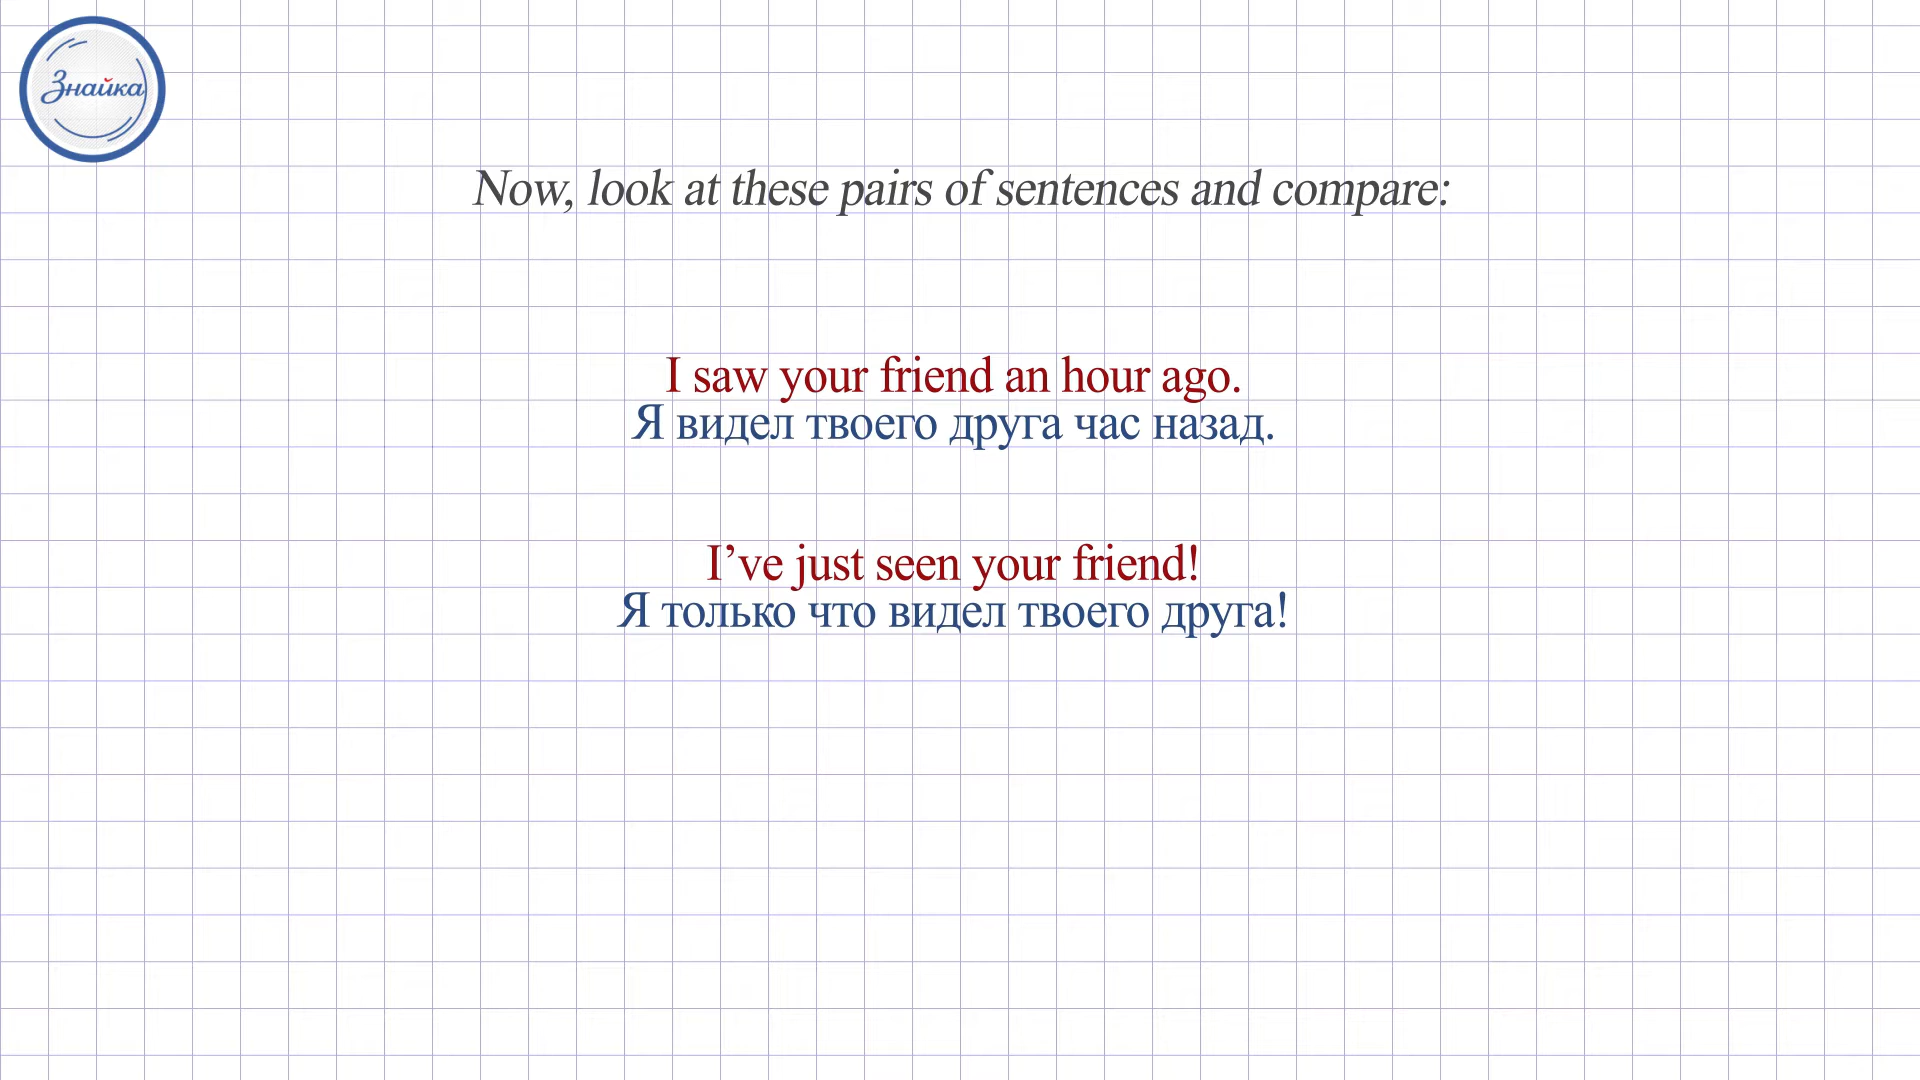 Знайка
Now, look at these pairs of sentences and compare:
I saw your friend an hour ago.
Я видел твоего друга час назад.
I’ve just seen your friend!
Я только что видел твоего друга!